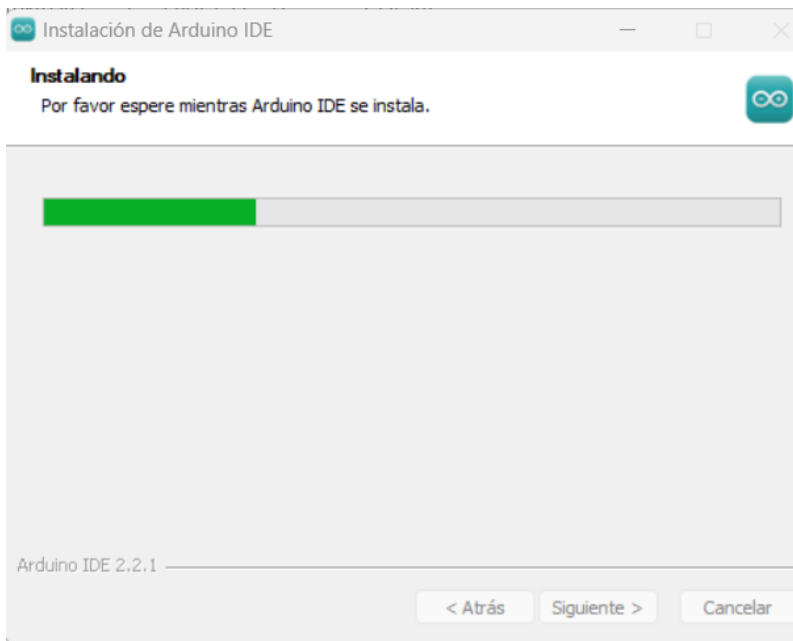 Instalación de Arduino IDE
Instalando
Por favor espere mientras Arduino IDE se instala.
Arduino IDE 2.2.1
< Atrás
Siguiente >
Cancelar